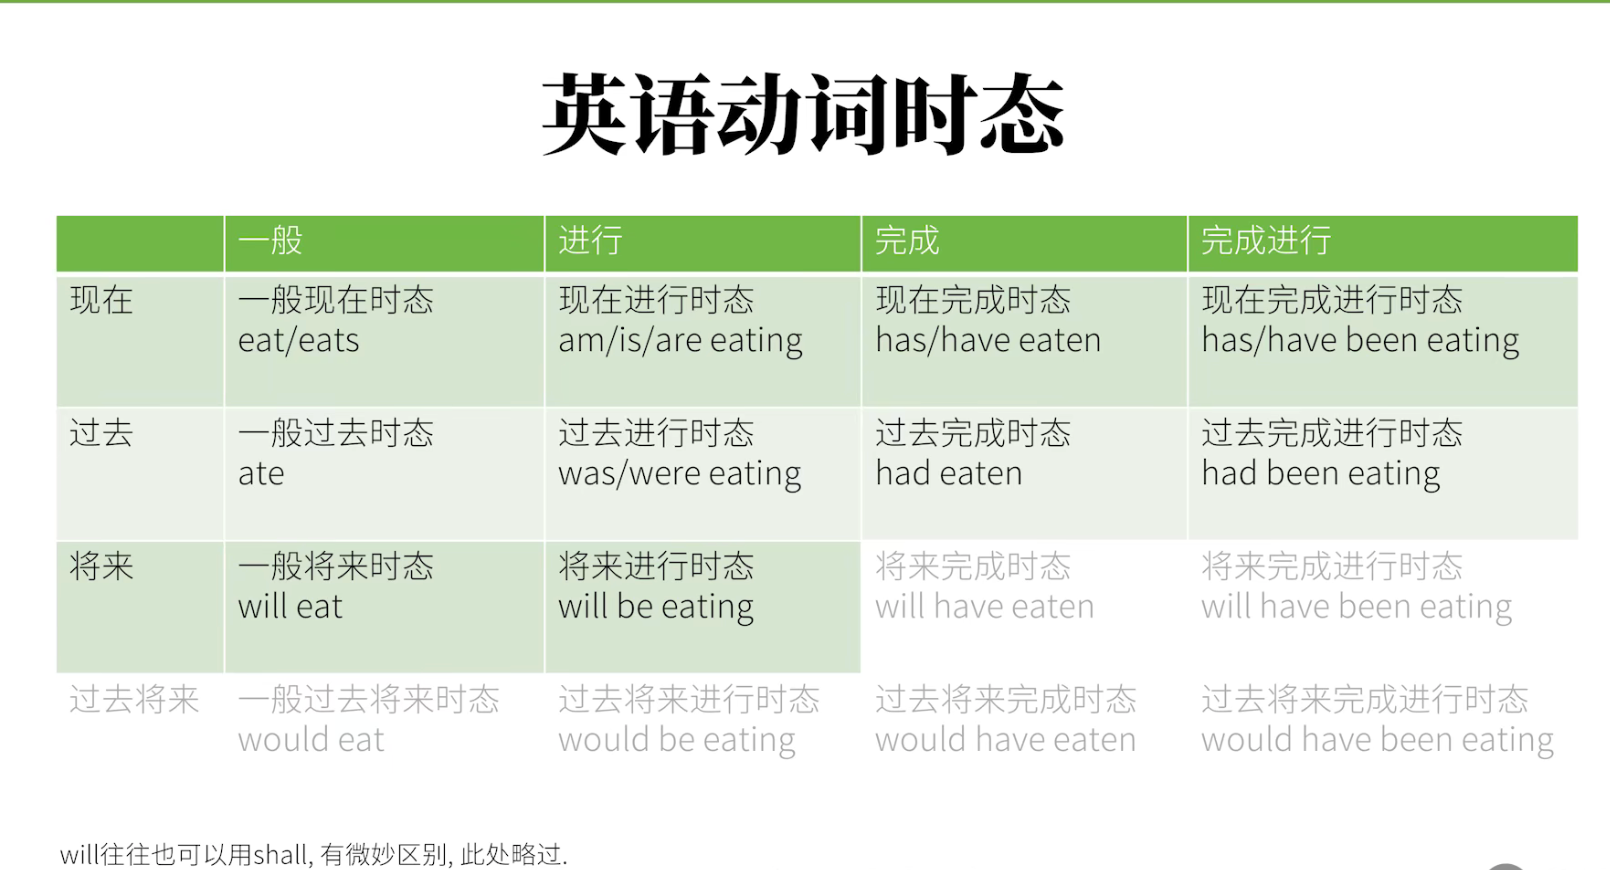 英语动词时态
一般 进行 完成 完成进行
现在 一般现在时态 现在进行时态 现在完成时态 现在完成进行时态
eat/eats am/is/are eating has/have eaten has/have been eating
过去 一般过去时态 过去进行时态 过去完成时态 过去完成进行时态
ate was/were eating had eaten had been eating
将来 一般将来时态 将来进行时态 将来完成时态 将来完成进行时态
will eat will be eating will have eaten will have been eating
过去将来 一般过去将来时态 过去将来进行时态 过去将来完成时态 过去将来完成进行时态
would eat would be eating would have eaten would have been eating
will往往也可以用shall, 有微妙区别, 此处略过.